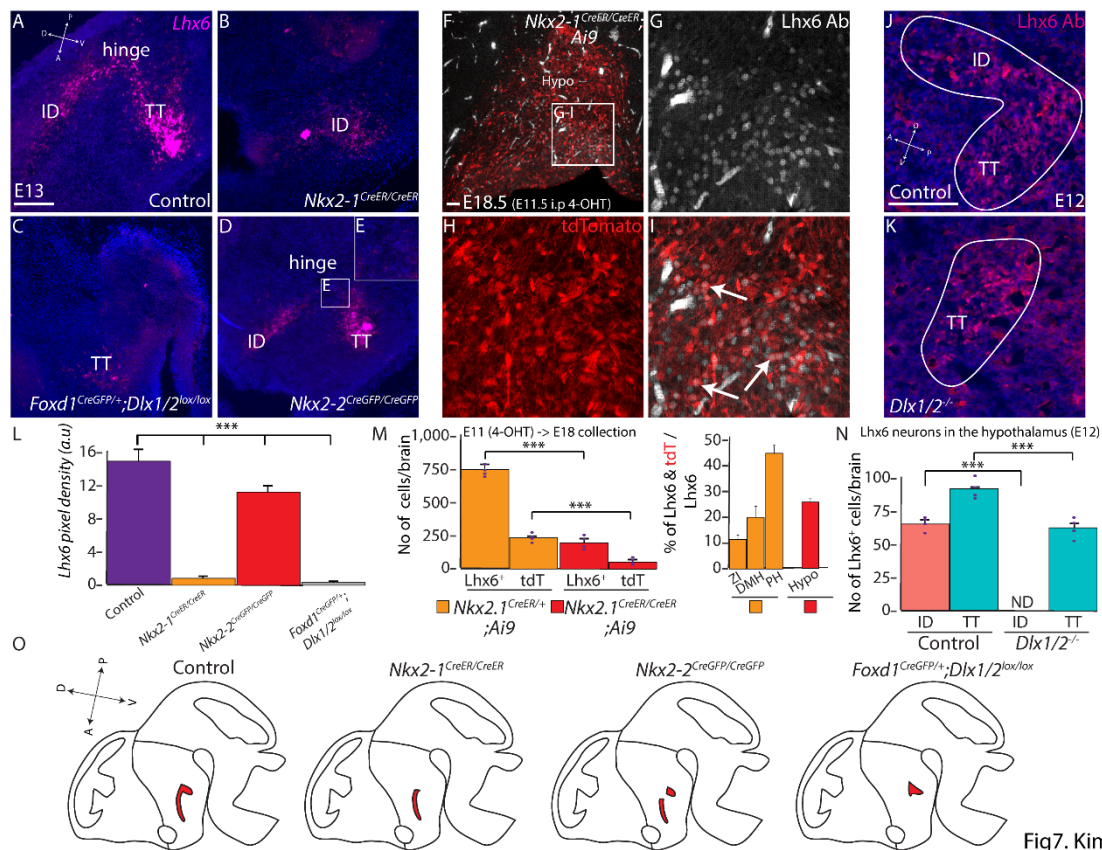 A
P
D
V
A
Lhx6
hinge
ID
TT
E13
Control
B
ID
Nkx2-1CreER/CreER
C
TT
Foxd1CreGFP/+;Dlx1/2lox/lox
D
E
hinge
E
ID
TT
Nkx2-2CreGFP/CreGFP
F
Nkx2-1CreER/CreER;
Ai9
Hypo
G-I
E18.5 (E11.5 i.p 4-OHT)
G
Lhx6 Ab
H
tdTomato
I
J
Lhx6 Ab
ID
TT
A
P
Control
E12
K
TT
Dlx1/2-/-
L
***
Lhx6 pixel density (a.u)
16
12
8
4
0
Control
Nkx2-1CreER/CreER
Nkx2-2CreGFP/CreGFP
Foxd1CreGFP/+;
Dlx1/2lox/lox
M
E11 (4-OHT) -> E18 collection
No of cells/brain
1,000
750
500
250
0
***
***
Lhx6+
tdT
Lhx6+
tdT
Nkx2.1CreER/+
;Ai9
Nkx2.1CreER/CreER
;Ai9
% of Lhx6 & tdT /
Lhx6
50
40
30
20
10
0
ZI
DMH
PH
Hypo
N
Lhx6 neurons in the hypothalamus (E12)
No of Lhx6+ cells/brain
100
75
50
25
0
***
***
ND
ID
TT
ID
TT
Control
Dlx1/2-/-
O
P
D
V
A
Control
Nkx2-1CreER/CreER
Nkx2-2CreGFP/CreGFP
Foxd1CreGFP/+;Dlx1/2lox/lox
Fig7. Kin